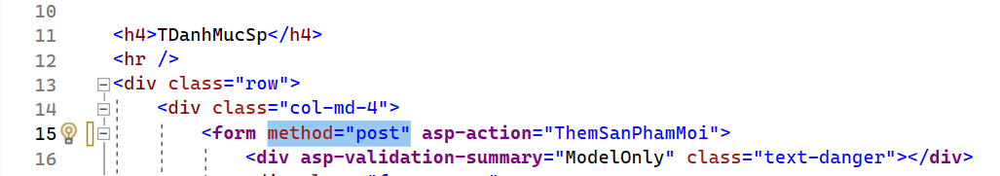 10
11 <h4>TDanhMucSp</h4>
12 <hr />
13 <div class="row">
14 <div class="col-md-4">
15 <form method="post" asp-action="ThemSanPhamMoi">
16 <div asp-validation-summary="ModelOnly" class="text-danger"></div>